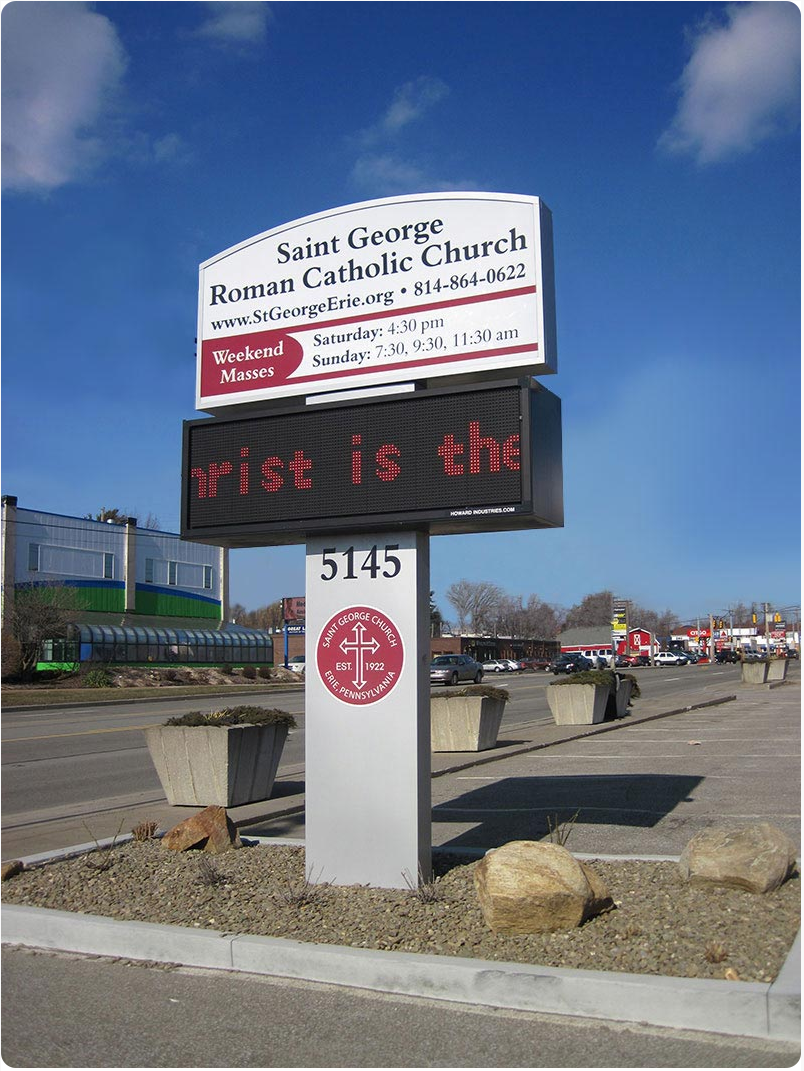 Saint George
Roman Catholic Church
www.StGeorgeErie.org • 814-864-0622
Weekend
Masses
Saturday: 4:30 pm
Sunday: 7:30, 9:30, 11:30 am
hrist is the
HOWARD INDUSTRIES.COM
5145
SAINT GEORGE CHURCH
EST. 1922
ERIE, PENNSYLVANIA
CITGO